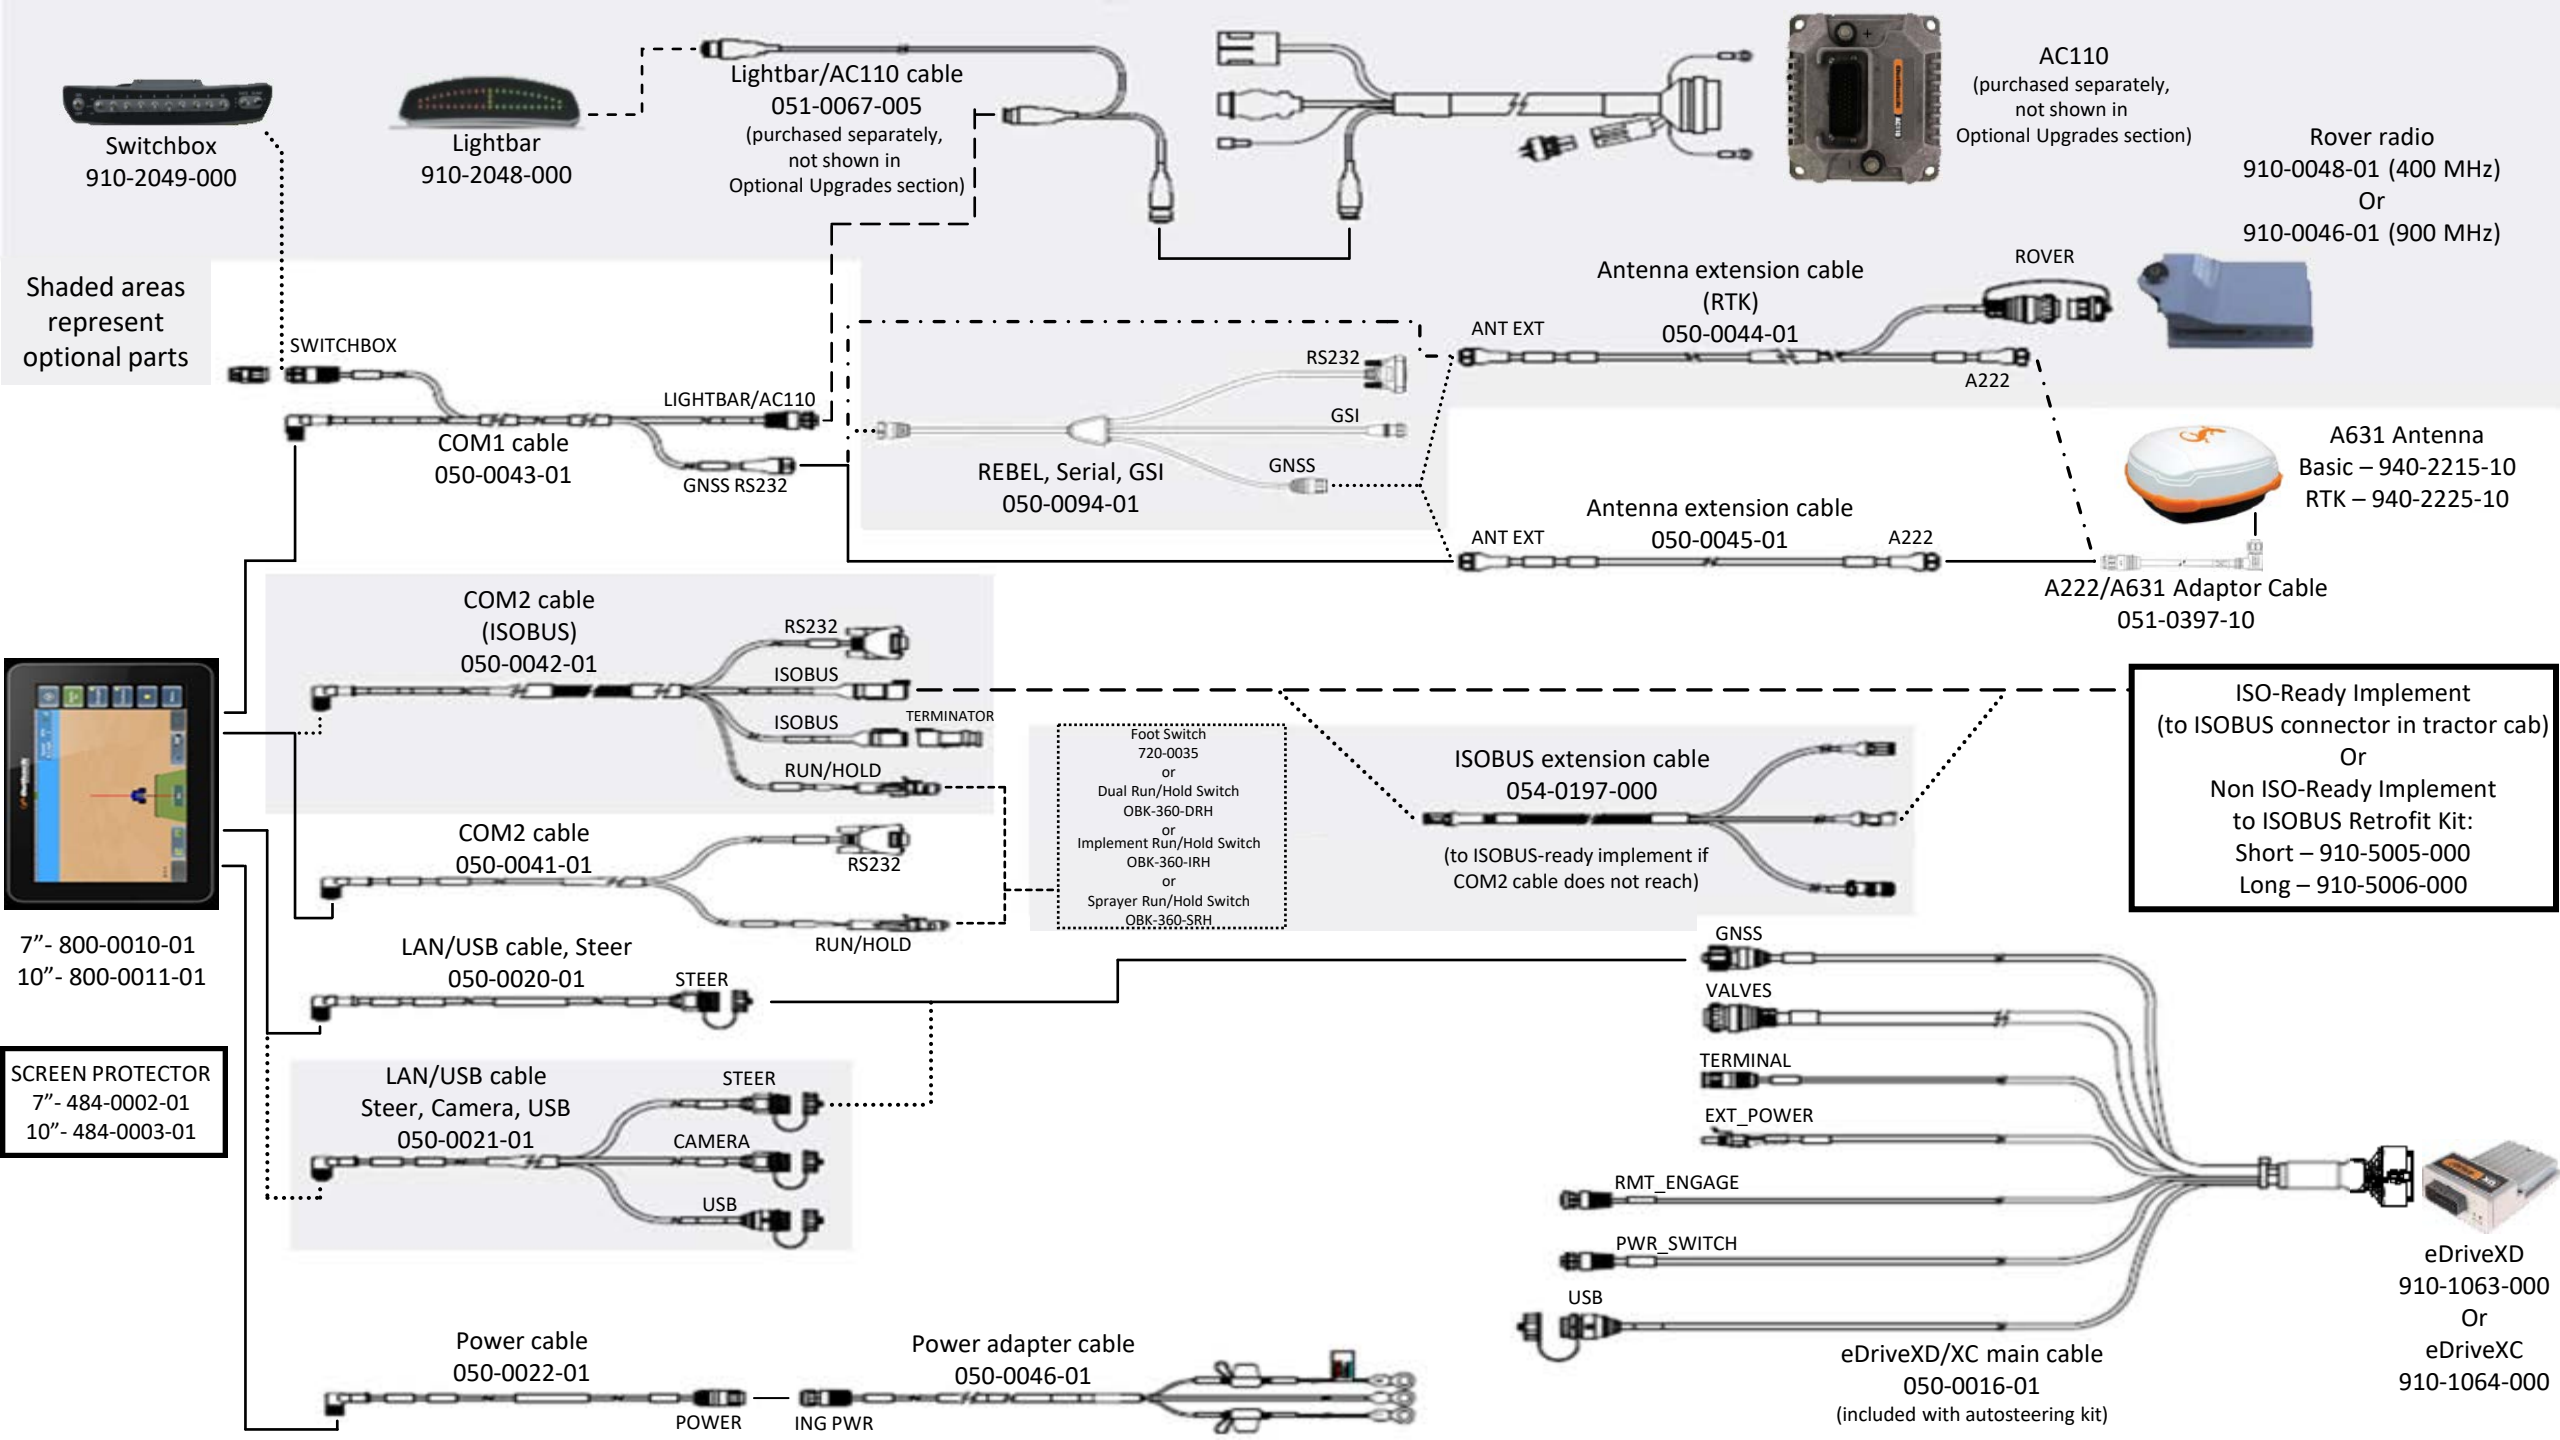 Switchbox
910-2049-000
Lightbar
910-2048-000
Lightbar/AC110 cable
051-0067-005
(purchased separately,
not shown in
Optional Upgrades section)
AC110
(purchased separately,
not shown in
Optional Upgrades section)
Rover radio
910-0048-01 (400 MHz)
Or
910-0046-01 (900 MHz)
Shaded areas
represent
optional parts
SWITCHBOX
LIGHTBAR/AC110
COM1 cable
050-0043-01
GNSS RS232
RS232
GSI
GNSS
REBEL, Serial, GSI
050-0094-01
Antenna extension cable
(RTK)
050-0044-01
ANT EXT
ROVER
A222
Antenna extension cable
050-0045-01
ANT EXT
A222
A631 Antenna
Basic – 940-2215-10
RTK – 940-2225-10
A222/A631 Adaptor Cable
051-0397-10
COM2 cable
(ISOBUS)
050-0042-01
RS232
ISOBUS
ISOBUS
TERMINATOR
RUN/HOLD
COM2 cable
050-0041-01
RS232
RUN/HOLD
Foot Switch
720-0035
or
Dual Run/Hold Switch
OBK-360-DRH
or
Implement Run/Hold Switch
OBK-360-IRH
or
Sprayer Run/Hold Switch
OBK-360-SRH
ISOBUS extension cable
054-0197-000
(to ISOBUS-ready implement if
COM2 cable does not reach)
ISO-Ready Implement
(to ISOBUS connector in tractor cab)
Or
Non ISO-Ready Implement
to ISOBUS Retrofit Kit:
Short – 910-5005-000
Long – 910-5006-000
7”- 800-0010-01
10”- 800-0011-01
SCREEN PROTECTOR
7”- 484-0002-01
10”- 484-0003-01
LAN/USB cable, Steer
050-0020-01
STEER
LAN/USB cable
Steer, Camera, USB
050-0021-01
STEER
CAMERA
USB
Power cable
050-0022-01
POWER
Power adapter cable
050-0046-01
ING PWR
GNSS
VALVES
TERMINAL
EXT_POWER
RMT_ENGAGE
PWR_SWITCH
USB
eDriveXD/XC main cable
050-0016-01
(included with autosteering kit)
eDriveXD
910-1063-000
Or
eDriveXC
910-1064-000